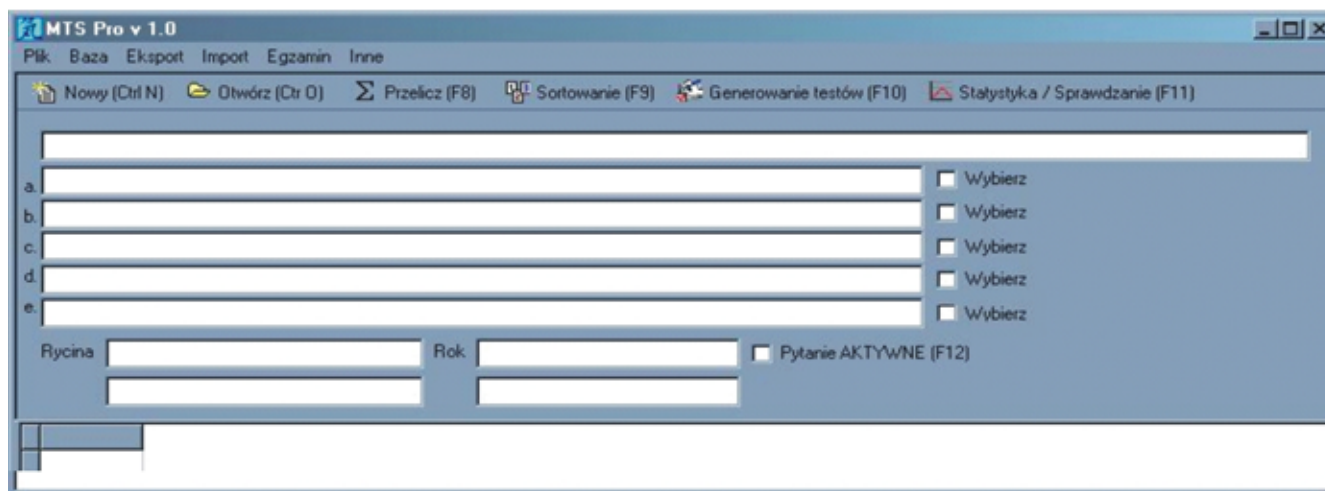 MTS Pro v 1.0
Plik Baza Eksport Import Egzamin Inne
Nowy (Ctrl N) Otwórz (Ctr O) Przelicz (F8) Sortowanie (F9) Generowanie testów (F10) Statystyka / Sprawdzanie (F11)
a. Wybierz
b. Wybierz
c. Wybierz
d. Wybierz
e. Wybierz
Rycina Rok Pytanie AKTYWNE (F12)